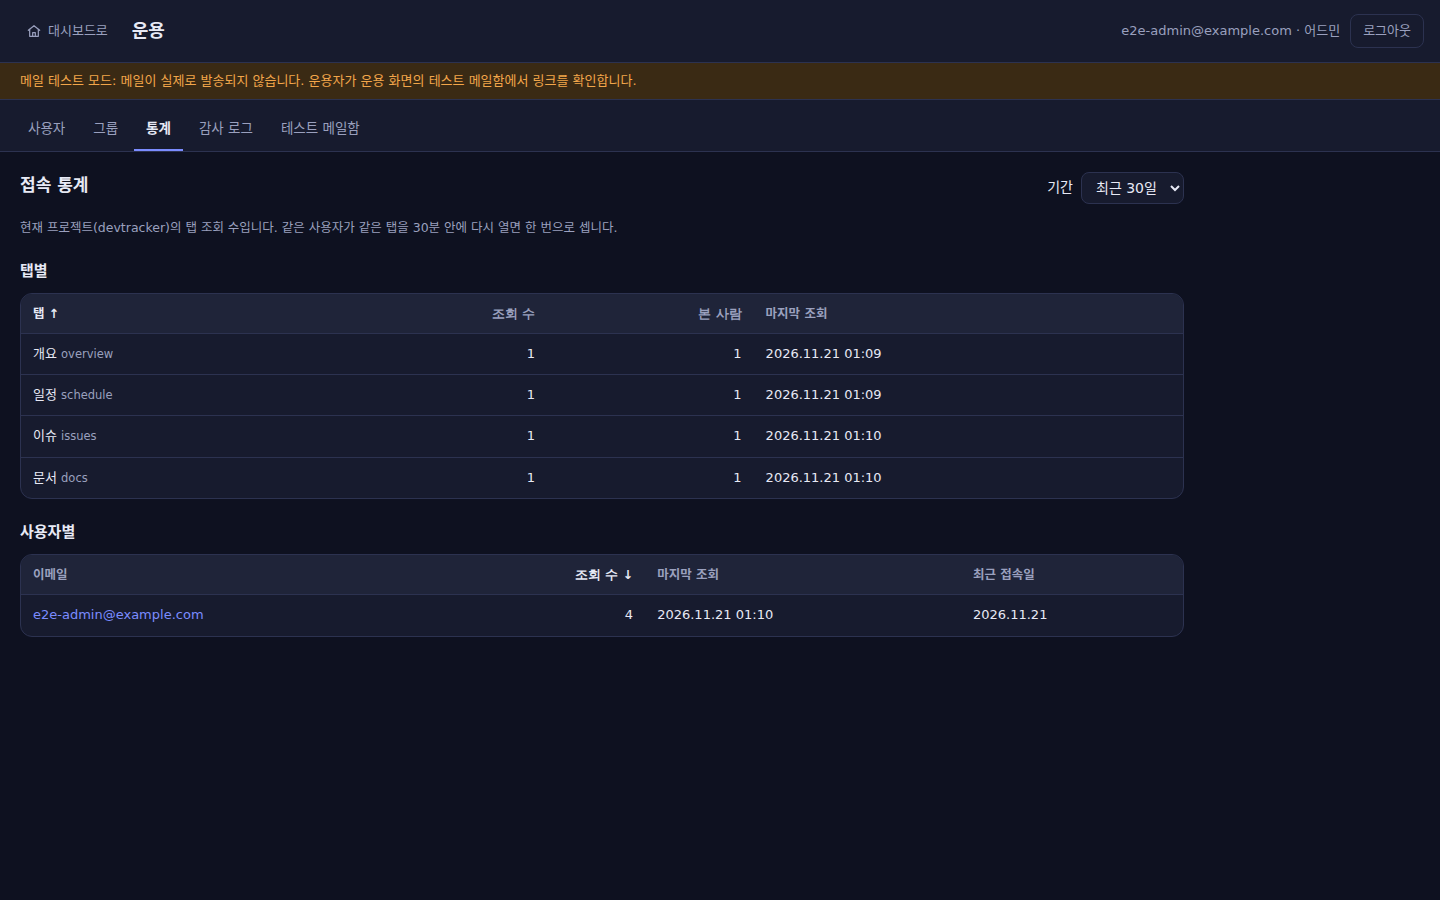 대시보드로 운용 e2e-admin@example.com · 어드민 로그아웃
메일 테스트 모드: 메일이 실제로 발송되지 않습니다. 운용자가 운용 화면의 테스트 메일함에서 링크를 확인합니다.
사용자 그룹 통계 감사 로그 테스트 메일함
접속 통계 기간 최근 30일
현재 프로젝트(devtracker)의 탭 조회 수입니다. 같은 사용자가 같은 탭을 30분 안에 다시 열면 한 번으로 셉니다.
탭별
탭 ↑ 조회 수 본 사람 마지막 조회
개요 overview 1 1 2026.11.21 01:09
일정 schedule 1 1 2026.11.21 01:09
이슈 issues 1 1 2026.11.21 01:10
문서 docs 1 1 2026.11.21 01:10
사용자별
이메일 조회 수 ↓ 마지막 조회 최근 접속일
e2e-admin@example.com 4 2026.11.21 01:10 2026.11.21